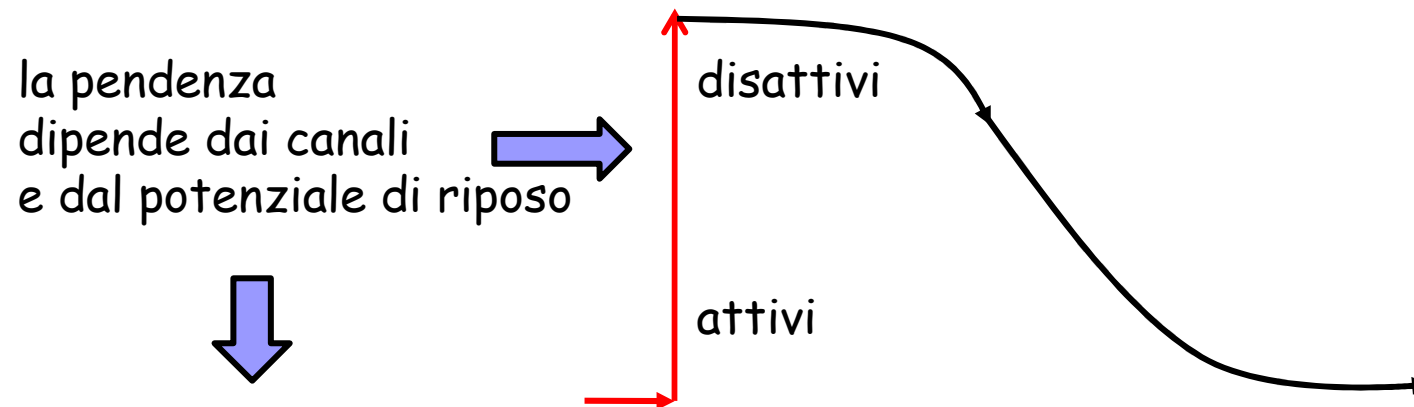 la pendenza
dipende dai canali
e dal potenziale di riposo
disattivi
attivi